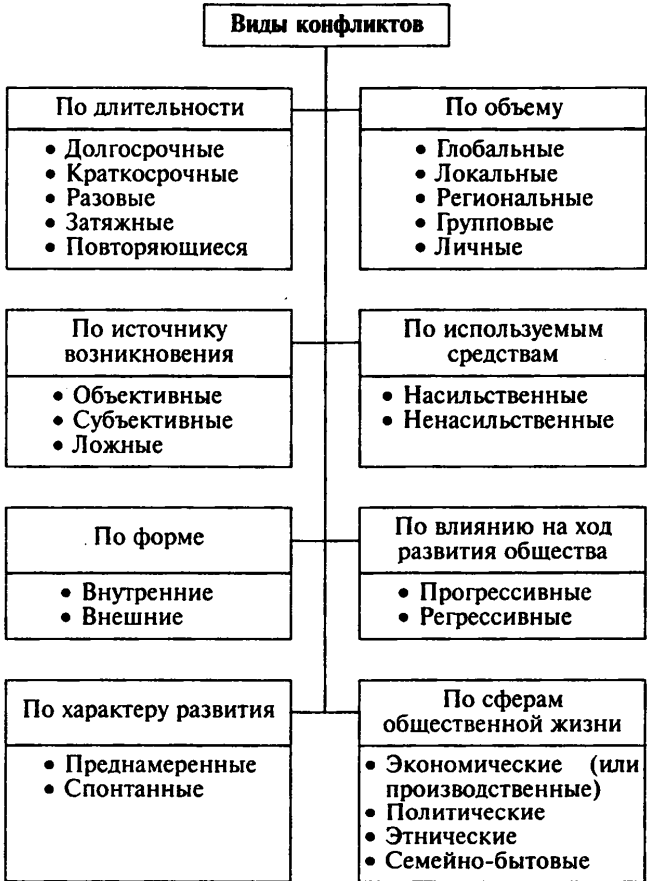 Виды конфликтов
По длительности
• Долгосрочные
• Краткосрочные
• Разовые
• Затяжные
• Повторяющиеся
По объему
• Глобальные
• Локальные
• Региональные
• Групповые
• Личные
По источнику
возникновения
• Объективные
• Субъективные
• Ложные
По используемым
средствам
• Насильственные
• Ненасильственные
По форме
• Внутренние
• Внешние
По влиянию на ход
развития общества
• Прогрессивные
• Регрессивные
По характеру развития
• Преднамеренные
• Спонтанные
По сферам
общественной жизни
• Экономические (или
производственные)
• Политические
• Этнические
• Семейно-бытовые